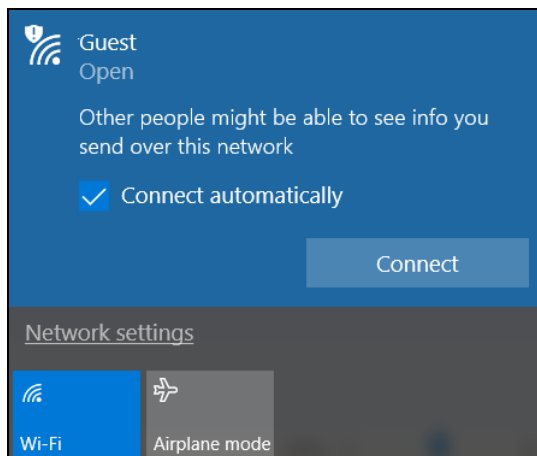 Guest
Open
Other people might be able to see info you
send over this network
Connect automatically
Connect
Network settings
Wi-Fi
Airplane mode